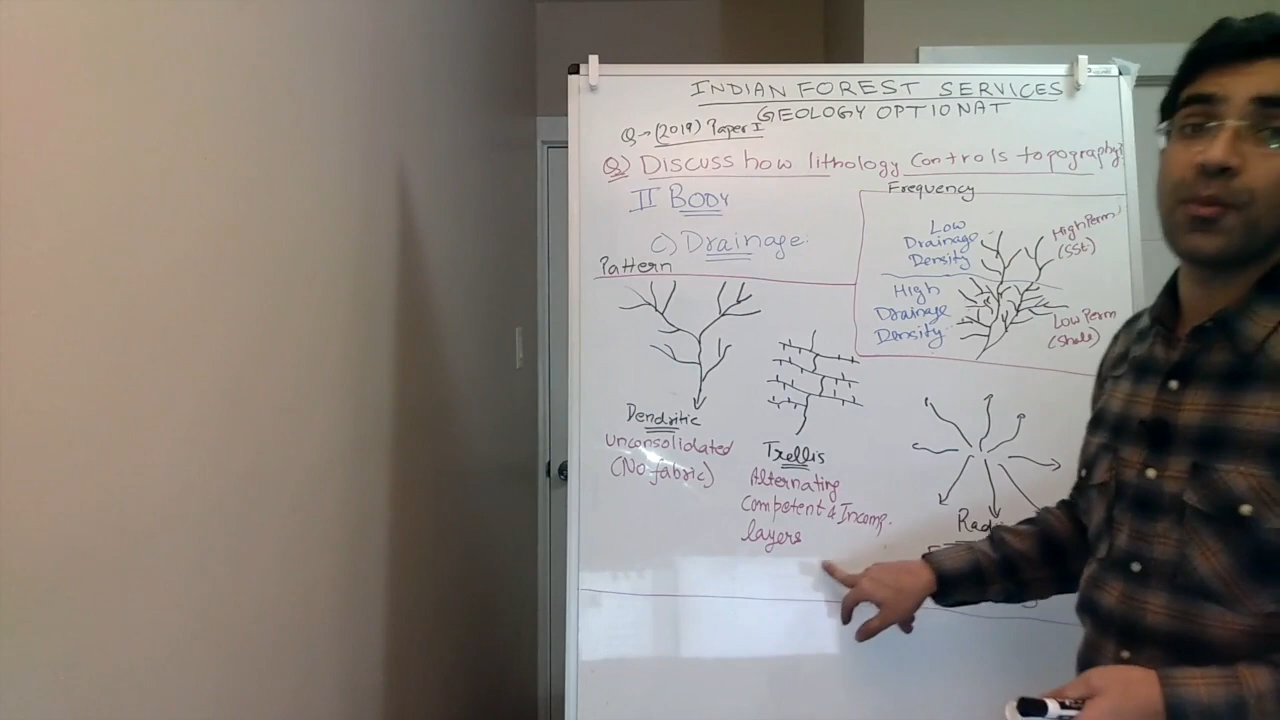 INDIAN FOREST SERVICES
GEOLOGY OPTIONAT
Q → (2019) Paper I
Q) Discuss how lithology Controls topography?
II Body
c) Drainage:
Pattern
Frequency
Low
Drainage
Density
High Perm
(SSt)
High
Drainage
Density
Low Perm
(Shale)
Dendritic
Unconsolidated
(No fabric)
Trellis
Alternating
Competent & Incomp.
layers